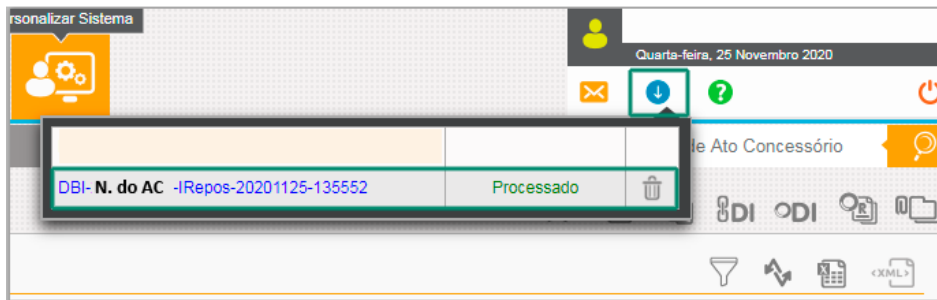 rsonalizar Sistema
Quarta-feira, 25 Novembro 2020
?
de Ato Concessório
DBI- N. do AC -IRepos-20201125-135552
Processado
DI
DI
R
<XML>